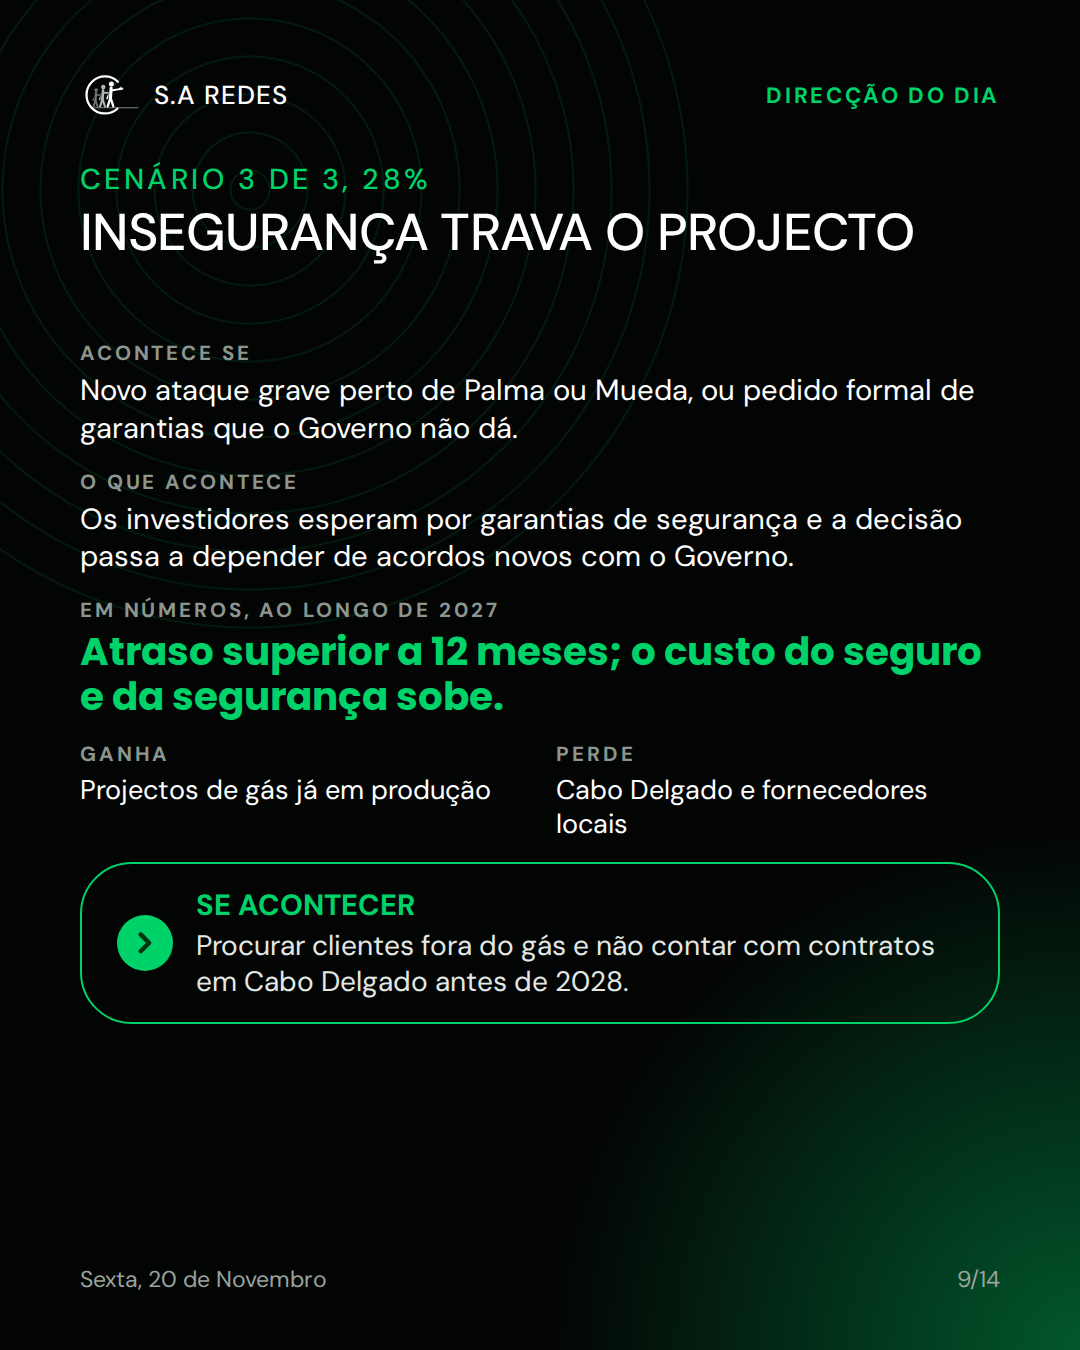 S.A REDES
DIRECÇÃO DO DIA
CENÁRIO 3 DE 3, 28%
INSEGURANÇA TRAVA O PROJECTO
ACONTECE SE
Novo ataque grave perto de Palma ou Mueda, ou pedido formal de
garantias que o Governo não dá.
O QUE ACONTECE
Os investidores esperam por garantias de segurança e a decisão
passa a depender de acordos novos com o Governo.
EM NÚMEROS, AO LONGO DE 2027
Atraso superior a 12 meses; o custo do seguro
e da segurança sobe.
GANHA
Projectos de gás já em produção
PERDE
Cabo Delgado e fornecedores
locais
SE ACONTECER
Procurar clientes fora do gás e não contar com contratos
em Cabo Delgado antes de 2028.
Sexta, 20 de Novembro
9/14